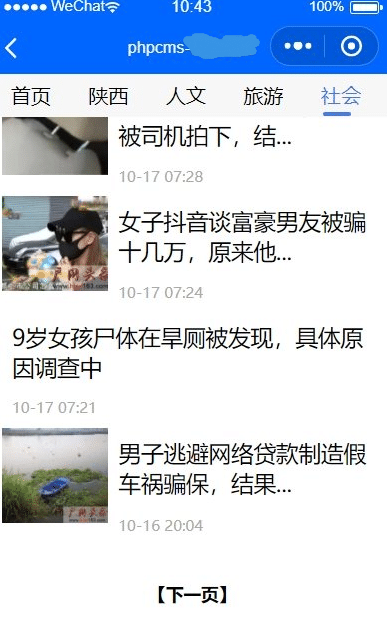 WeChat 10:43 100%
phpcms-
首页 陕西 人文 旅游 社会
被司机拍下，结...
10-17 07:28
女子抖音谈富豪男友被骗
十几万，原来他...
10-17 07:24
9岁女孩尸体在旱厕被发现，具体原
因调查中
10-17 07:21
男子逃避网络贷款制造假
车祸骗保，结果...
10-16 20:04
【下一页】